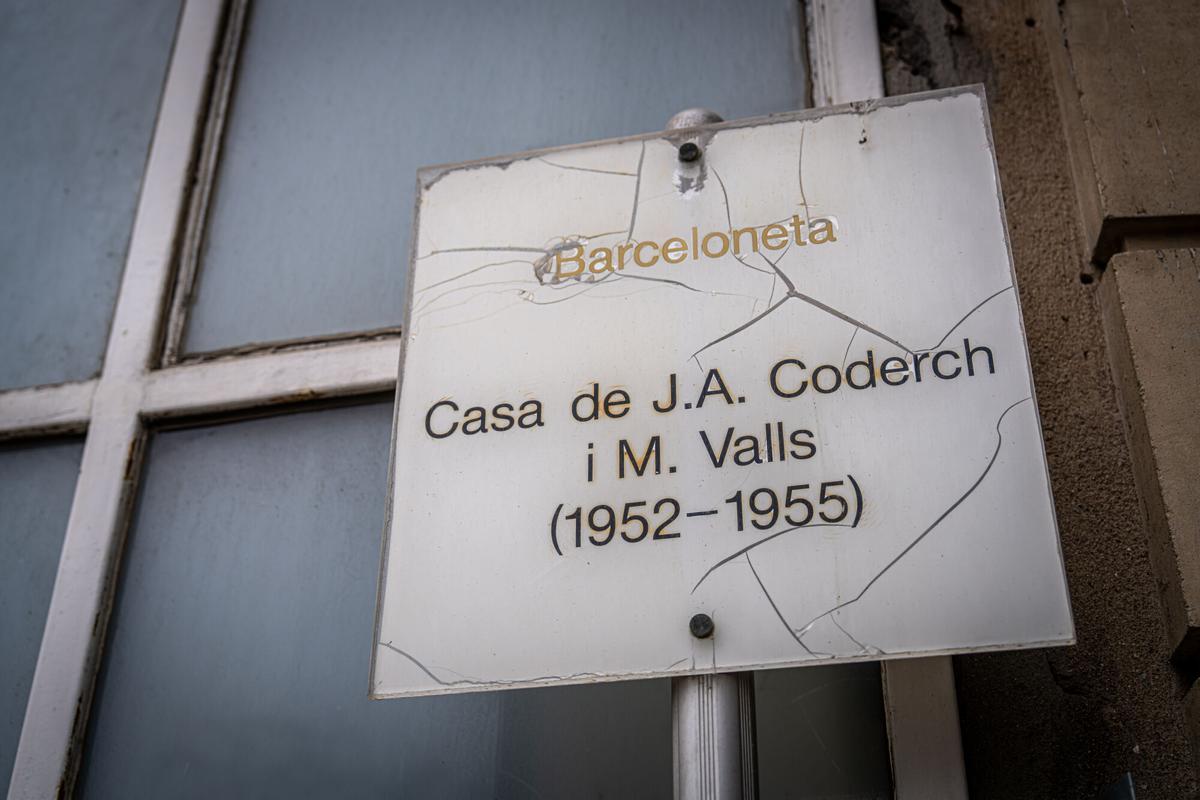 Barceloneta
Casa de J.A. Coderch
i M. Valls
(1952–1955)